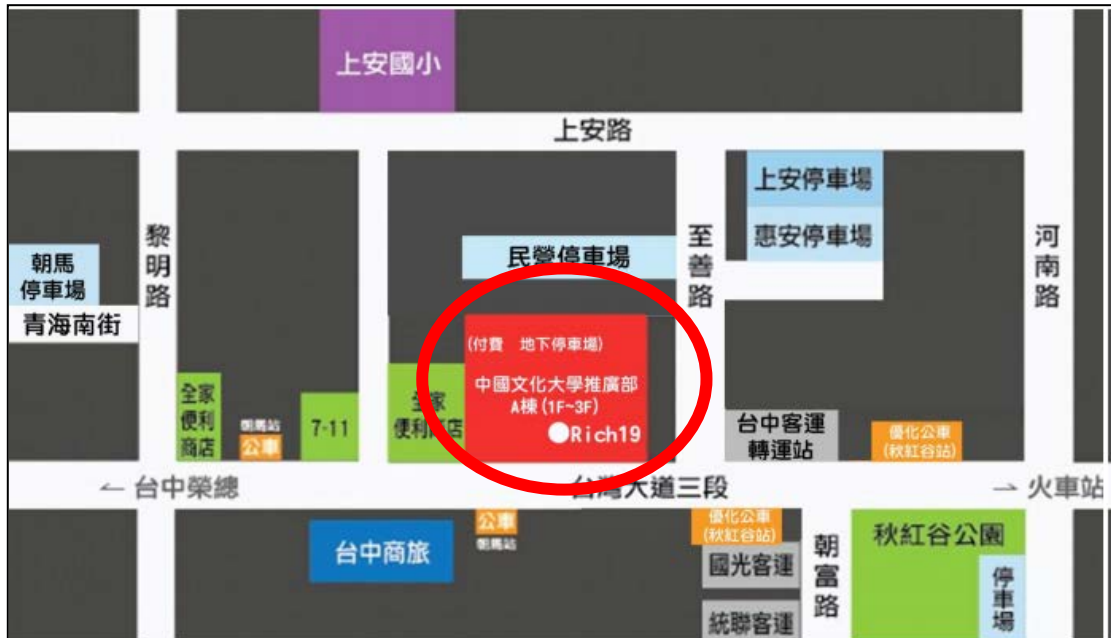 上安國小
上安路
黎明路
朝馬
停車場
青海南街
民營停車場
至善路
上安停車場
惠安停車場
河南路
全家
便利
商店
朝馬站
公車
7-11
全家
便利商店
(付費 地下停車場)
中國文化大學推廣部
A棟(1F~3F)
Rich19
台中客運
轉運站
優化公車
(秋紅谷站)
← 台中榮總
台灣大道三段
→ 火車站
台中商旅
公車
朝馬站
優化公車
(秋紅谷站)
國光客運
統聯客運
朝富路
秋紅谷公園
停車場